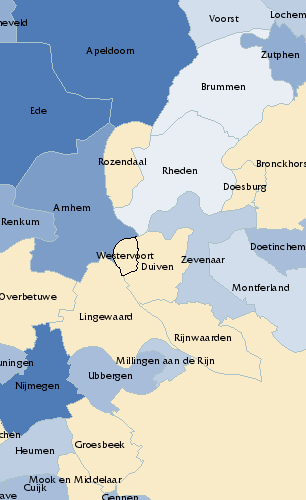 Voorst
Lochem
neveld
Zutphen
Apeldoorn
Brummen
Ede
Rozendaal
Bronckhors
Rheden
Doesburg
Arnhem
Renkum
Doetinchem
Westervoort
Zevenaar
Duiven
Montferland
Overbetuwe
Lingewaard
Rijnwaarden
uningen
Millingen aan de Rijn
Ubbergen
Nijmegen
chen
Groesbeek
Heumen
Mook en Middelaar
Cuijk
ave
Gennep